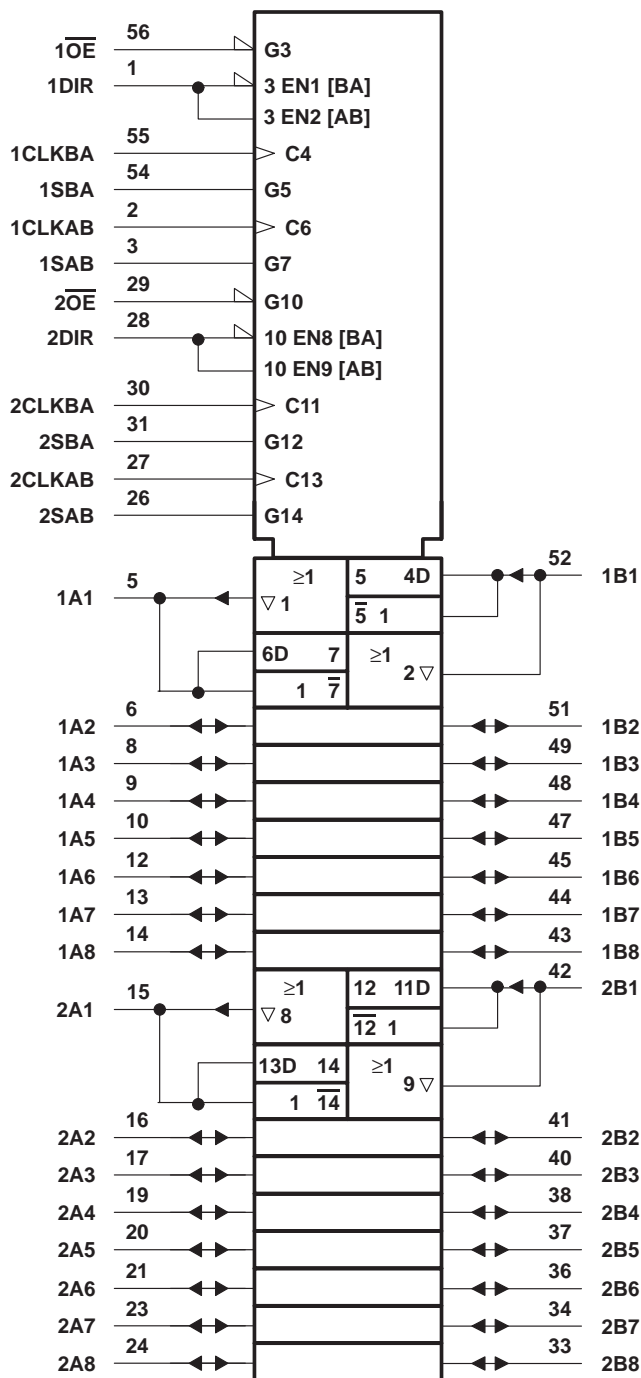 56
1O̅E̅ G3
1
1DIR 3 EN1 [BA]
3 EN2 [AB]
55
1CLKBA C4
54
1SBA G5
2
1CLKAB C6
3
1SAB G7
29
2O̅E̅ G10
28
2DIR 10 EN8 [BA]
10 EN9 [AB]
30
2CLKBA C11
31
2SBA G12
27
2CLKAB C13
26
2SAB G14
5 ≥1 5 4D 52
1A1 ▽ 1 1B1
5̅ 1
6D 7 ≥1
2 ▽
1 7̅
6 51
1A2 1B2
8 49
1A3 1B3
9 48
1A4 1B4
10 47
1A5 1B5
12 45
1A6 1B6
13 44
1A7 1B7
14 43
1A8 1B8
15 ≥1 12 11D 42
2A1 ▽ 8 2B1
1̅2̅ 1
13D 14 ≥1
9 ▽
1 1̅4̅
16 41
2A2 2B2
17 40
2A3 2B3
19 38
2A4 2B4
20 37
2A5 2B5
21 36
2A6 2B6
23 34
2A7 2B7
24 33
2A8 2B8